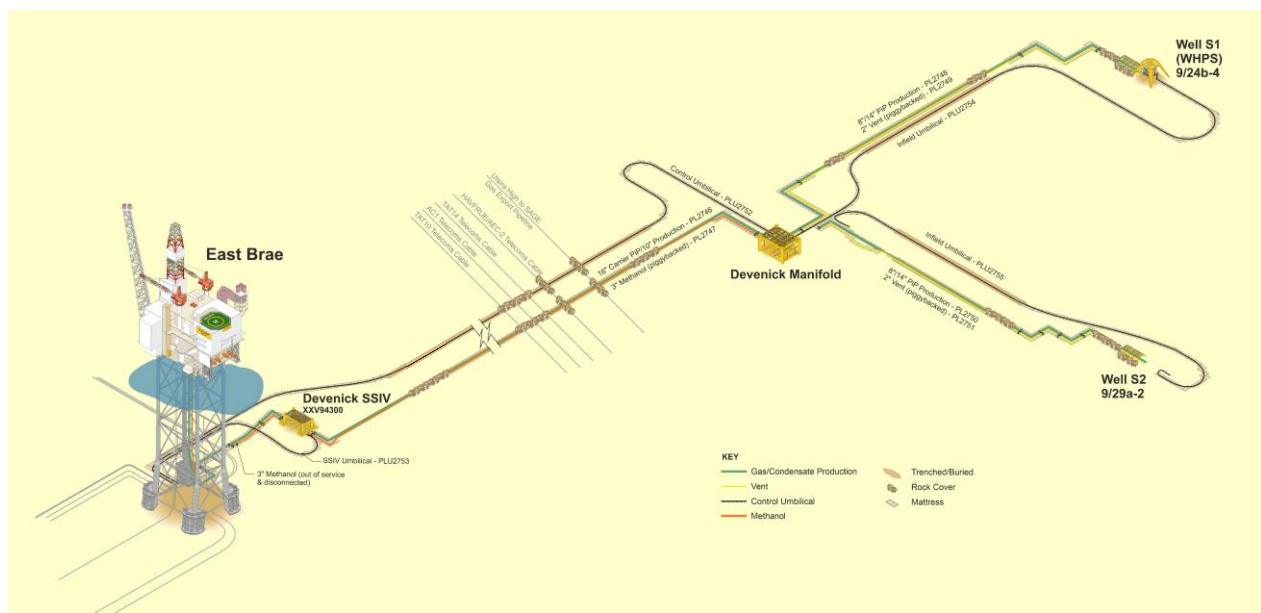 Well S1
(WHPS)
9/24b-4
8"/14" PIP Production - PL2748
2" Vent (piggybacked) - PL2749
Infield Umbilical - PLU2754
Utsira High to SAGE
Gas Export Pipeline
HAVFRUE/AEC-2 Telecoms Cable
TAT14 Telecoms Cable
AC1 Telecoms Cable
TAT10 Telecoms Cable
Control Umbilical - PLU2752
16" Carrier PIP/10" Production - PL2746
3" Methanol (piggybacked) - PL2747
Devenick Manifold
Infield Umbilical - PLU2755
8"/14" PIP Production - PL2750
2" Vent (piggybacked) - PL2751
East Brae
Well S2
9/29a-2
Devenick SSIV
XXV94300
SSIV Umbilical - PLU2753
3" Methanol (out of service
& disconnected)
KEY
Gas/Condensate Production
Vent
Control Umbilical
Methanol
Trenched/Buried
Rock Cover
Mattress